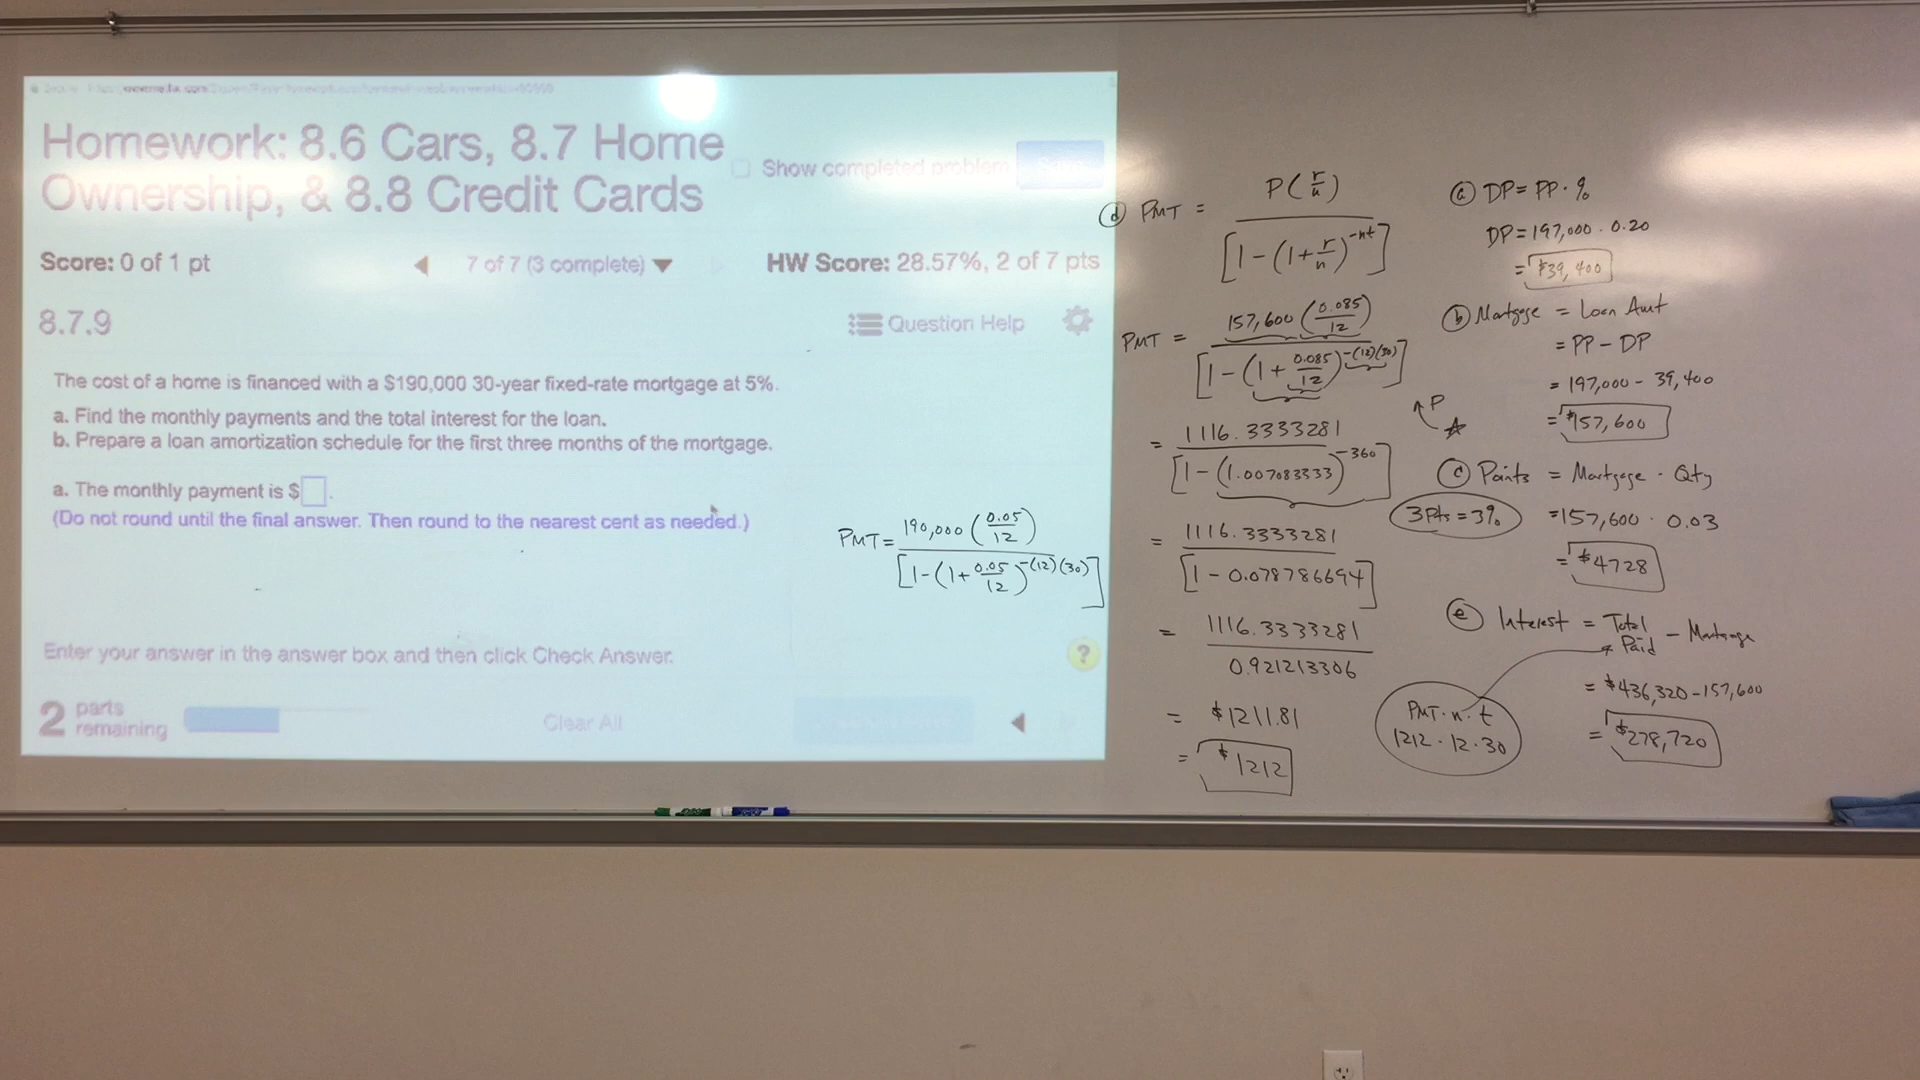 Homework: 8.6 Cars, 8.7 Home
Ownership, & 8.8 Credit Cards
Show completed problem
Save
Score: 0 of 1 pt
7 of 7 (3 complete)
HW Score: 28.57%, 2 of 7 pts
8.7.9
Question Help
The cost of a home is financed with a $190,000 30-year fixed-rate mortgage at 5%.
a. Find the monthly payments and the total interest for the loan.
b. Prepare a loan amortization schedule for the first three months of the mortgage.
a. The monthly payment is $ .
(Do not round until the final answer. Then round to the nearest cent as needed.)
Enter your answer in the answer box and then click Check Answer.
2 parts remaining
Clear All
?
PMT = 190,000 (0.05/12) / [1-(1+0.05/12)^-(12)(30)]
(d) PMT = P(r/n) / [1-(1+r/n)^-nt]
PMT = 157,600 (0.085/12) / [1-(1+0.085/12)^-(12)(30)]
= 1116.3333281 / [1-(1.007083333)^-360]
= 1116.3333281 / [1-0.078786694]
= 1116.3333281 / 0.921213306
= $1211.81
= $1212
(a) DP = PP · %
DP = 197,000 · 0.20
= $39,400
(b) Mortgage = Loan Amt
= PP - DP
= 197,000 - 39,400
= $157,600
↑ P
(c) Points = Mortgage · Qty
3 Pts = 3%
= 157,600 · 0.03
= $4728
(e) Interest = Total Paid - Mortgage
= $436,320 - 157,600
PMT · n · t
1212 · 12 · 30
= $278,720